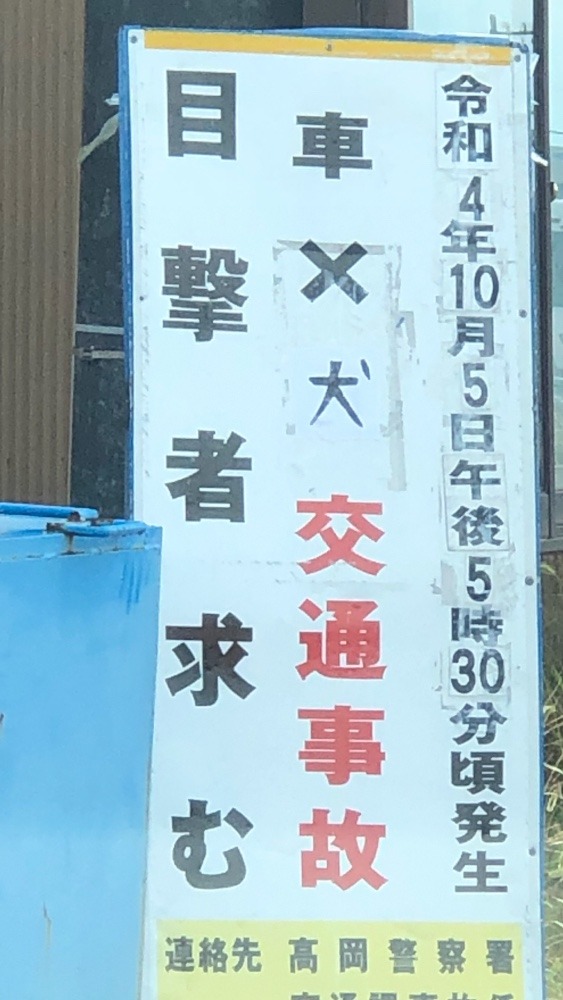 令和4年10月5日午後5時30分頃発生
車×犬交通事故
目撃者求む
連絡先 高岡警察署